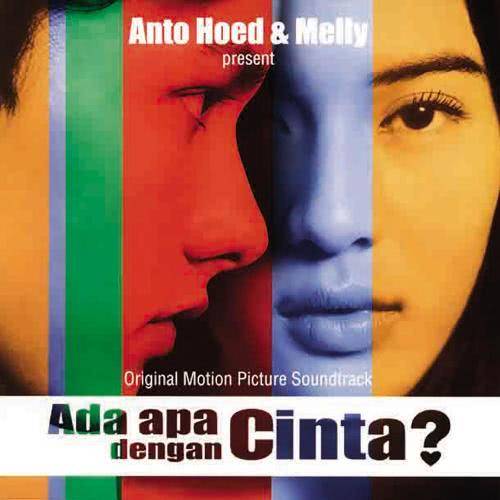 Anto Hoed & Melly
present
Original Motion Picture Soundtrack
Ada apa
dengan Cinta?